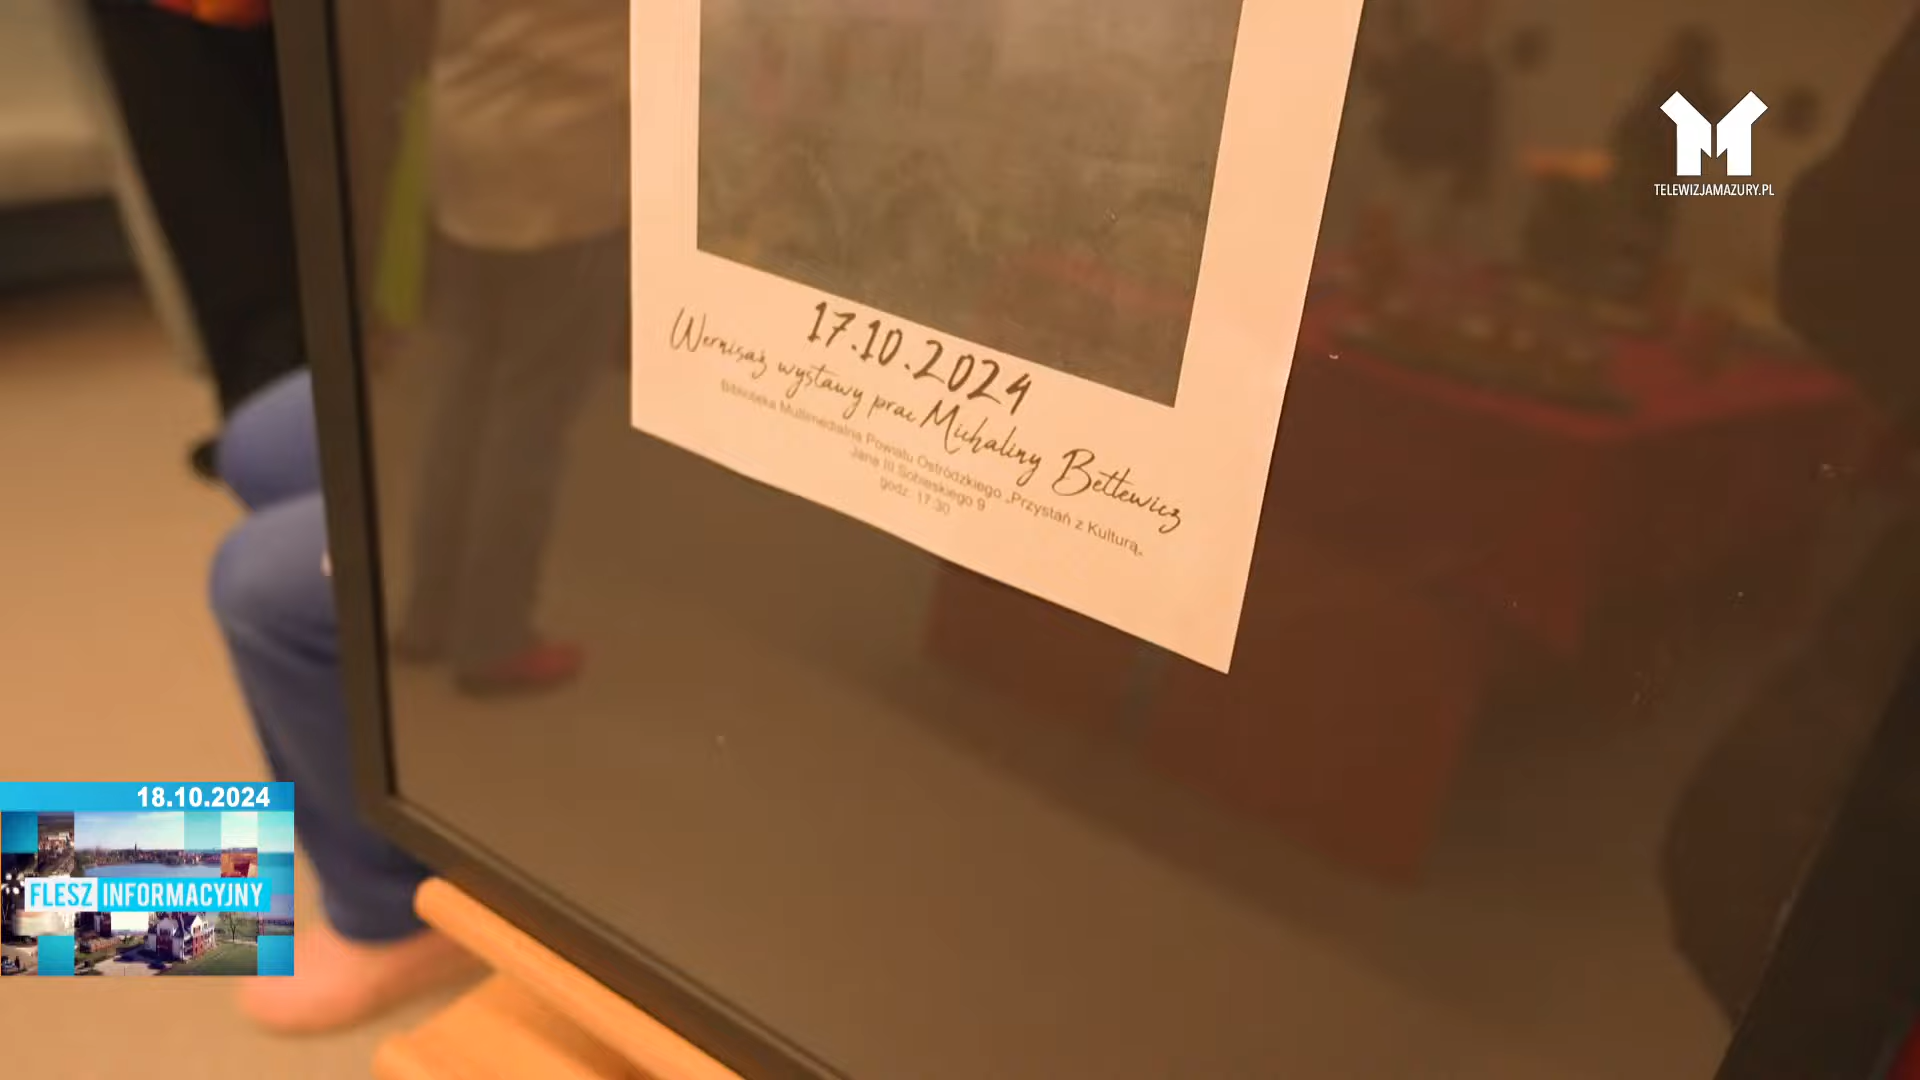 TELEWIZJAMAZURY.PL
17.10.2024
Wernisaż wystawy prac Michaliny Betlewicz
Biblioteka Multimedialna Powiatu Ostródzkiego „Przystań z Kulturą„
Jana III Sobieskiego 9
godz. 17.30
18.10.2024
FLESZ INFORMACYJNY